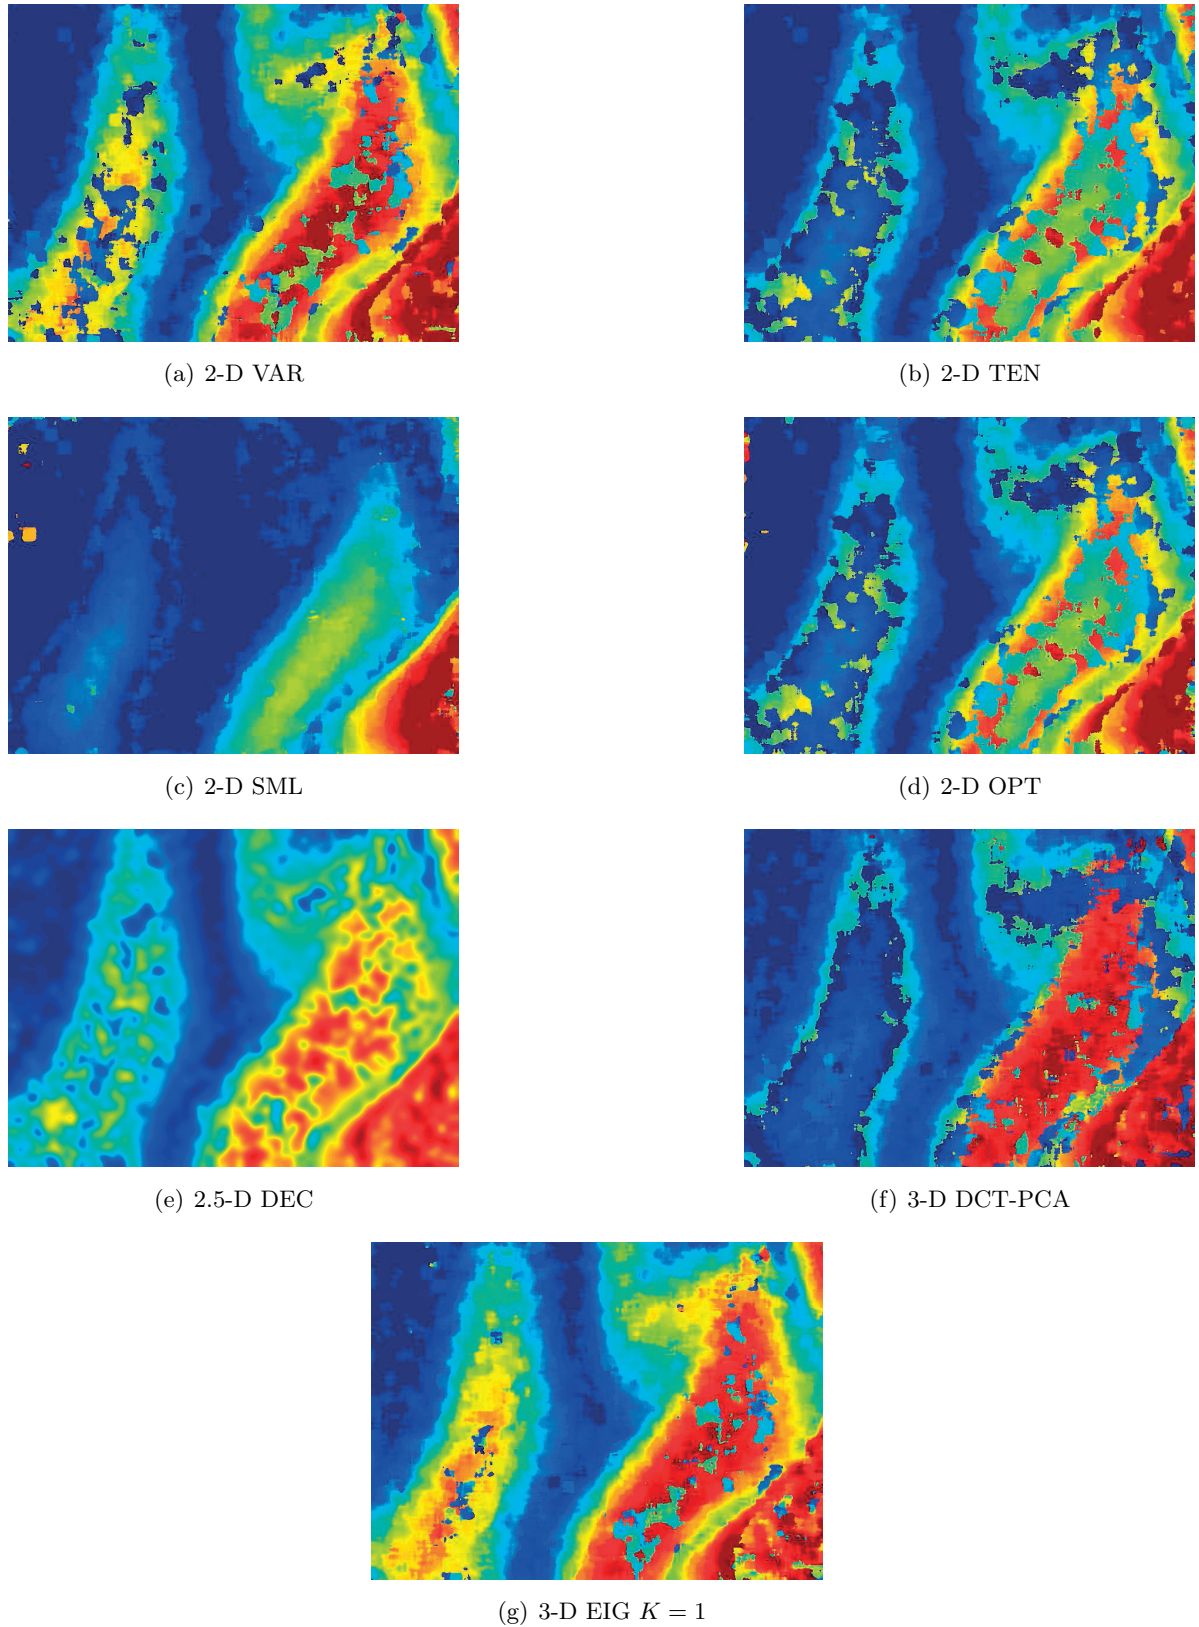 (a) 2-D VAR
(b) 2-D TEN
(c) 2-D SML
(d) 2-D OPT
(e) 2.5-D DEC
(f) 3-D DCT-PCA
(g) 3-D EIG K = 1